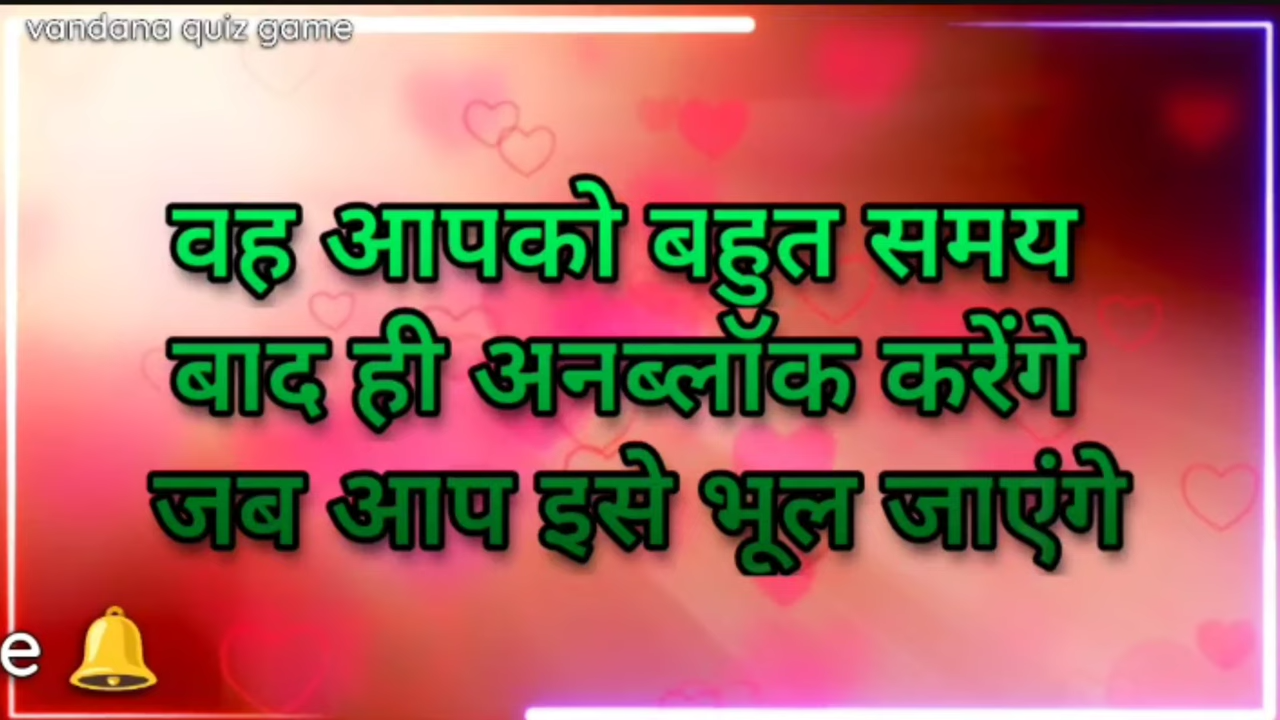 vandana quiz game
वह आपको बहुत समय
बाद ही अनब्लॉक करेंगे
जब आप इसे भूल जाएंगे
e 🔔